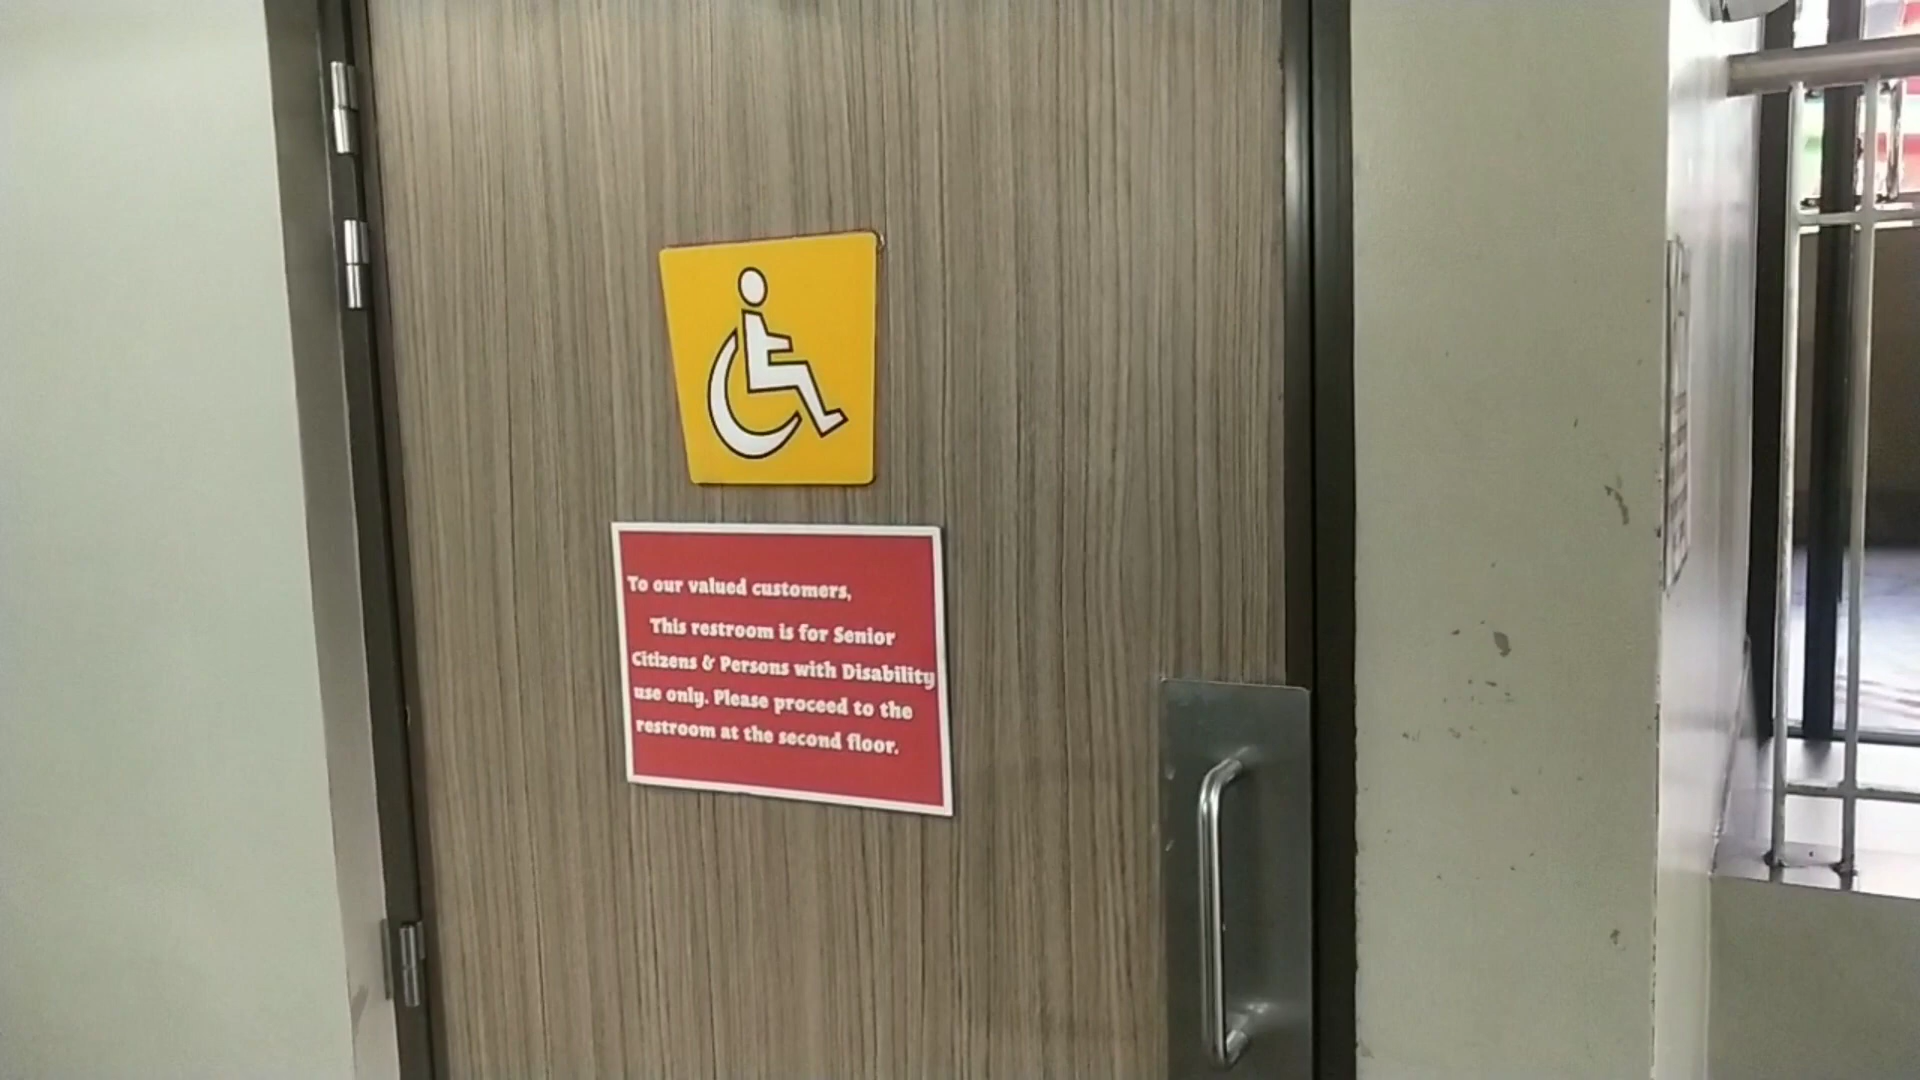 To our valued customers,
This restroom is for Senior
Citizens & Persons with Disability
use only. Please proceed to the
restroom at the second floor.